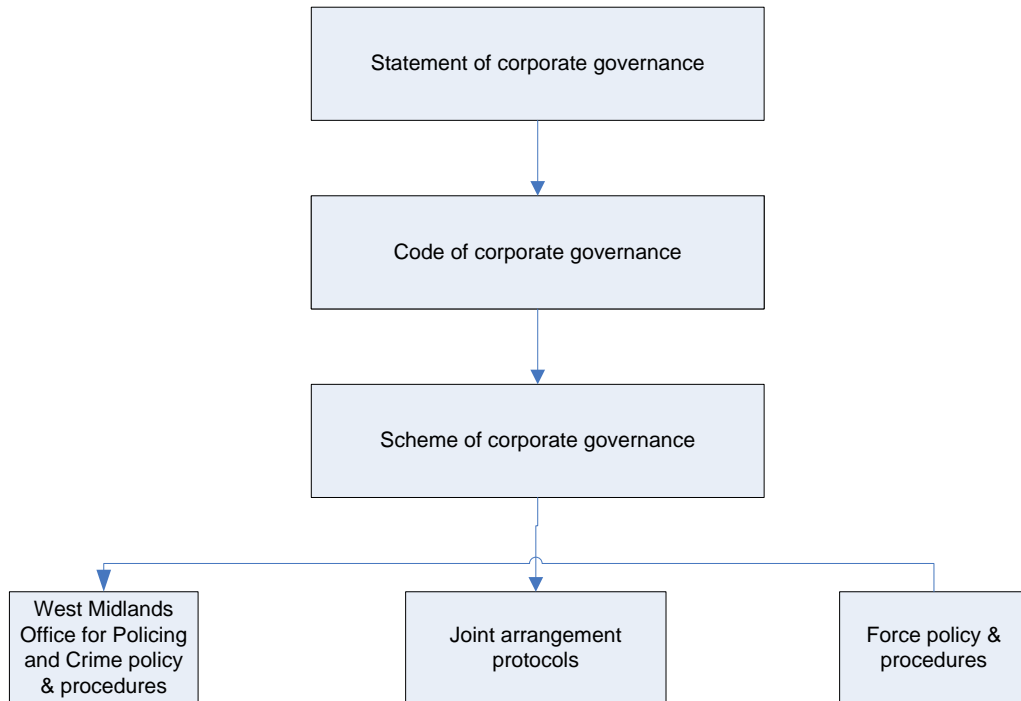 Statement of corporate governance
Code of corporate governance
Scheme of corporate governance
West Midlands
Office for Policing
and Crime policy
& procedures
Joint arrangement
protocols
Force policy &
procedures